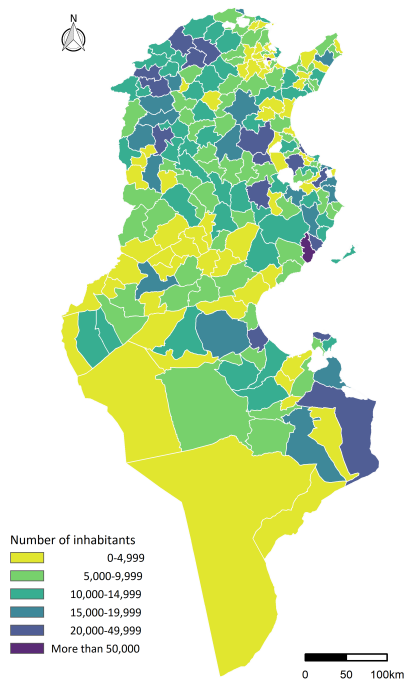 N
Number of inhabitants
0-4,999
5,000-9,999
10,000-14,999
15,000-19,999
20,000-49,999
More than 50,000
0 50 100km